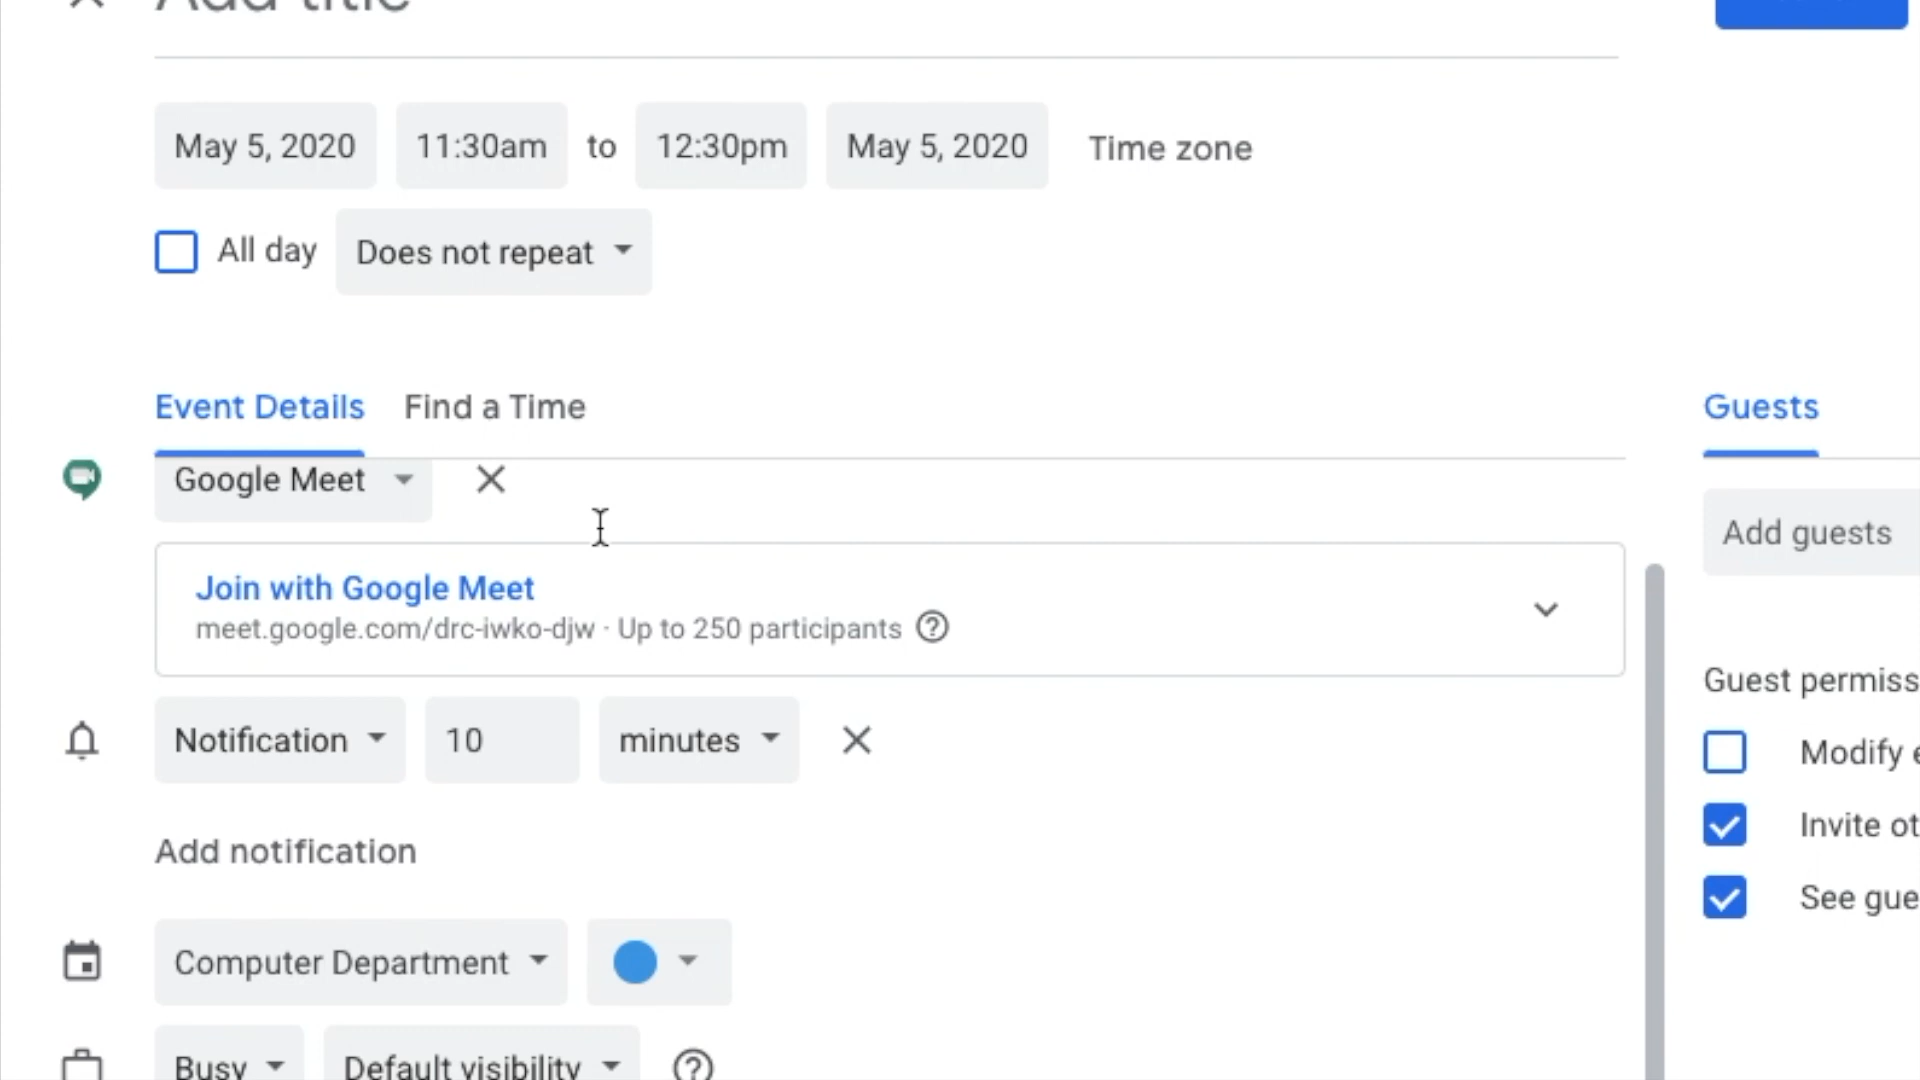 Add title
May 5, 2020 11:30am to 12:30pm May 5, 2020 Time zone
All day Does not repeat
Event Details Find a Time Guests
Google Meet
Add guests
Join with Google Meet
meet.google.com/drc-iwko-djw · Up to 250 participants
Guest permiss
Notification 10 minutes
Modify e
Invite ot
Add notification
See gue
Computer Department
Busy Default visibility